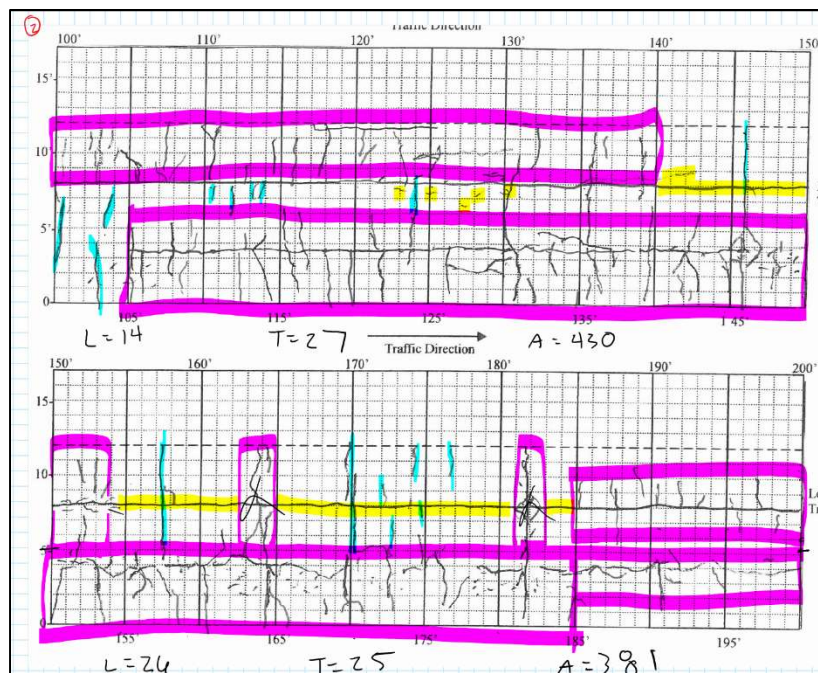 2
Traffic Direction
100' 110' 120' 130' 140' 150
15'
10'
5'
0
105' 115' 125' 135' 145'
L=14 T=27 A=430
Traffic Direction
150' 160' 170' 180' 190' 200'
15'
10
5
0
155' 165' 175' 185' 195'
L=26 T=25 A=381